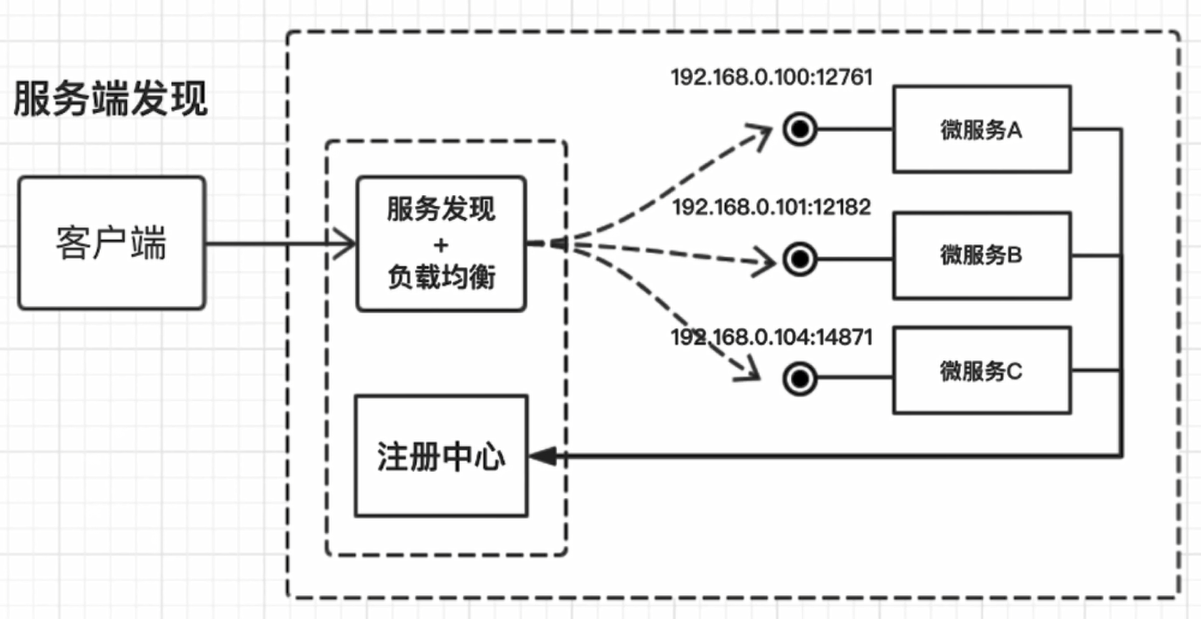 服务端发现
客户端
服务发现
+
负载均衡
注册中心
192.168.0.100:12761
微服务A
192.168.0.101:12182
微服务B
192.168.0.104:14871
微服务C